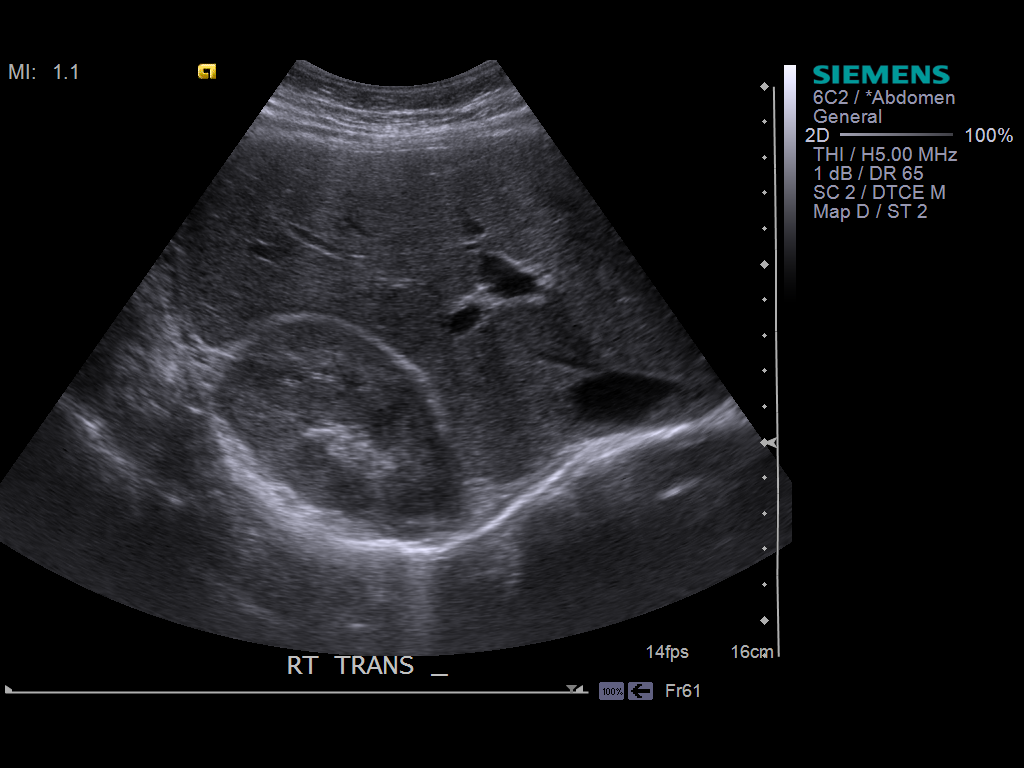 MI: 1.1
SIEMENS
6C2 / *Abdomen
General
2D 100%
THI / H5.00 MHz
1 dB / DR 65
SC 2 / DTCE M
Map D / ST 2
14fps 16cm
RT TRANS _
100% Fr61